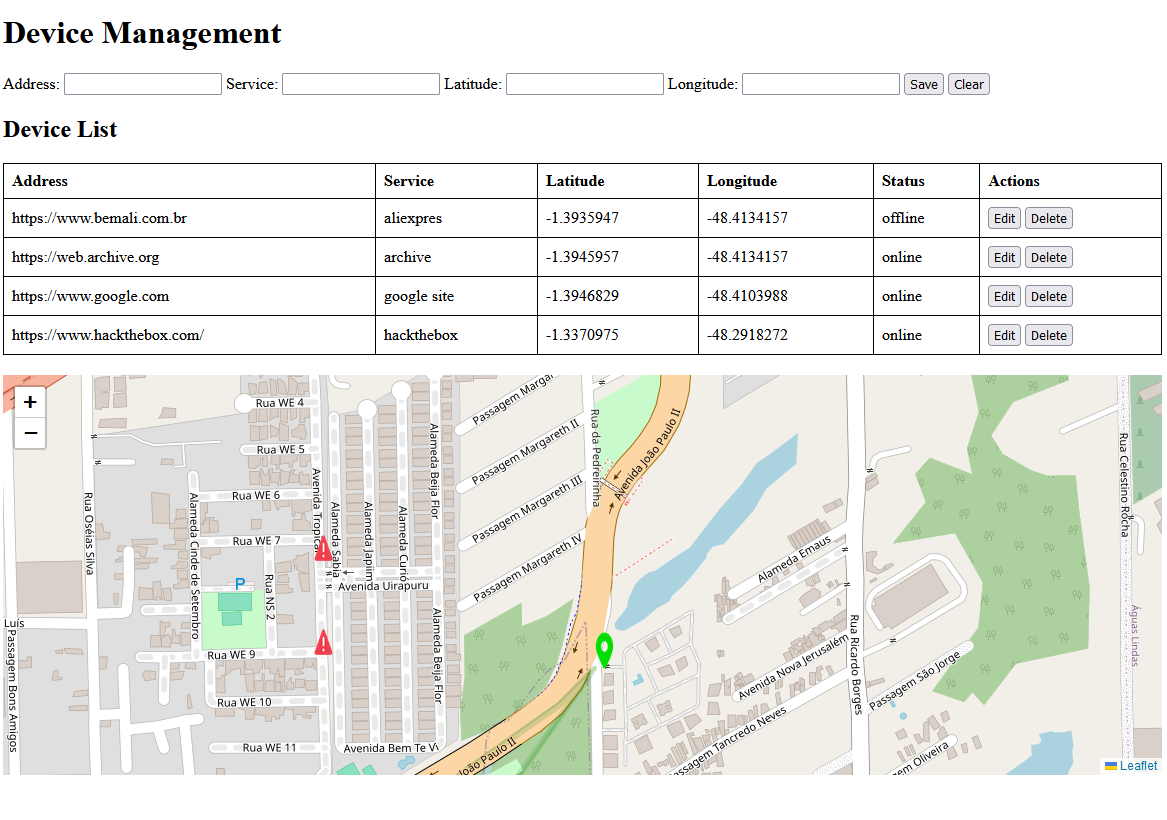 Device Management
Address: Service: Latitude: Longitude: Save Clear
Device List
Address Service Latitude Longitude Status Actions
https://www.bemali.com.br aliexpres -1.3935947 -48.4134157 offline Edit Delete
https://web.archive.org archive -1.3945957 -48.4134157 online Edit Delete
https://www.google.com google site -1.3946829 -48.4103988 online Edit Delete
https://www.hackthebox.com/ hackthebox -1.3370975 -48.2918272 online Edit Delete
+
−
Rua WE 4
Rua WE 5
Rua WE 6
Rua WE 7
Rua WE 9
Rua WE 10
Rua WE 11
Rua Oséias Silva
Alameda Cinde de Setembro
Rua NS 2
P
Luís
Passagem Bons Amigos
Avenida Tropica
Alameda Sabiá
Alameda Japiim
Alameda Curió
Alameda Beija Flor
Alameda Beija Flor
Avenida Uirapuru
Avenida Bem Te V
Passagem Margar
Passagem Margareth II
Passagem Margareth III
Passagem Margareth IV
Rua da Pedreirinha
Avenida João Paulo II
João Paulo II
Alameda Emaus
Avenida Nova Jerusalém
Passagem Tancredo Neves
Rua Ricardo Borges
Passagem São Jorge
em Oliveira
Rua Celestino Rocha
Águas Lindas
Leaflet